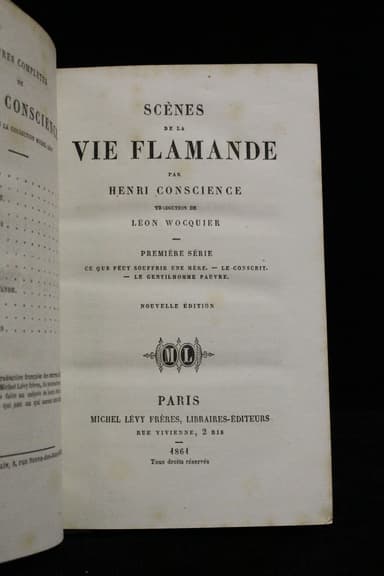 DE
CONSCIENCE
SCÈNES
DE LA
VIE FLAMANDE
PAR
HENRI CONSCIENCE
TRADUCTION DE
LÉON WOCQUIER
PREMIÈRE SÉRIE
CE QUE PEUT SOUFFRIR UNE MÈRE. — LE CONSCRIT.
— LE GENTILHOMME PAUVRE.
NOUVELLE ÉDITION
ML
PARIS
MICHEL LÉVY FRÈRES, LIBRAIRES-ÉDITEURS
RUE VIVIENNE, 2 BIS
1861
Tous droits réservés